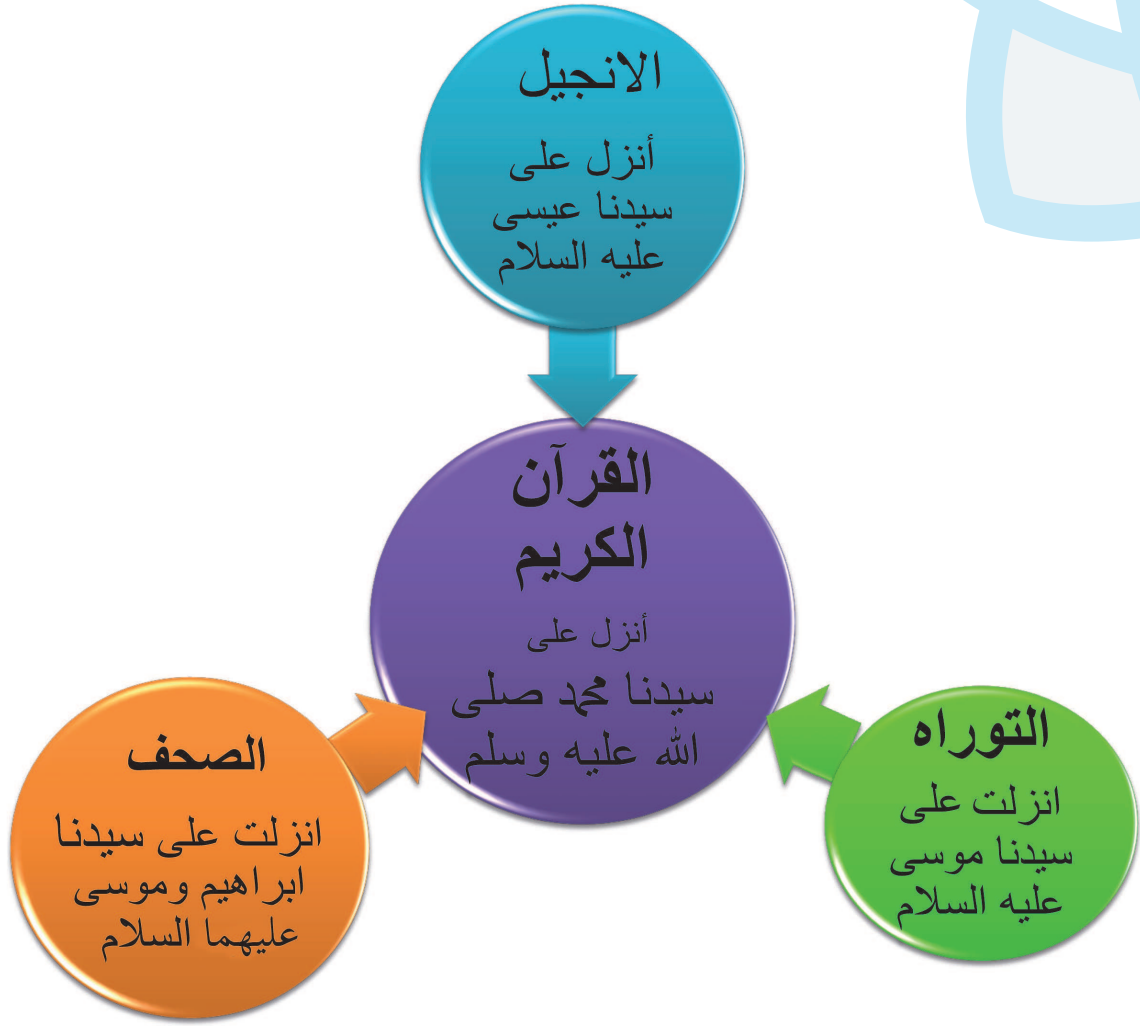 الانجيل
أنزل على
سيدنا عيسى
عليه السلام
القرآن
الكريم
أنزل على
سيدنا محمد صلى
الله عليه وسلم
التوراه
انزلت على
سيدنا موسى
عليه السلام
الصحف
انزلت على سيدنا
ابراهيم وموسى
عليهما السلام